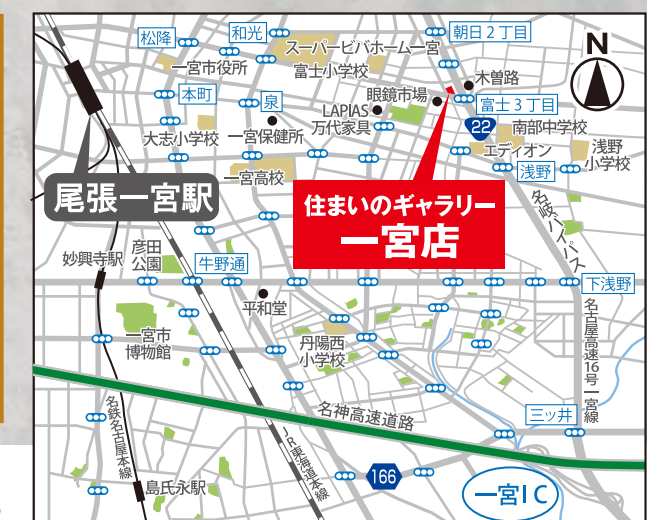 松降
和光
朝日2丁目
スーパービバホーム一宮
N
一宮市役所
富士小学校
木曽路
本町
泉
眼鏡市場
富士3丁目
LAPIAS
万代家具
22
大志小学校
一宮保健所
南部中学校
エディオン
浅野
小学校
一宮高校
浅野
尾張一宮駅
住まいのギャラリー
一宮店
名岐バイパス
妙興寺駅
彦田
公園
牛野通
下浅野
平和堂
名古屋高速16号一宮線
一宮市
博物館
丹陽西
小学校
名神高速道路
三ッ井
名鉄名古屋本線
JR東海道本線
166
島氏永駅
一宮IC